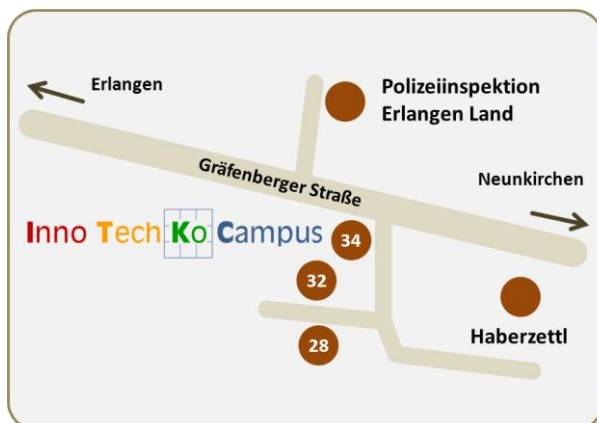 Erlangen
Polizeiinspektion
Erlangen Land
Gräfenberger Straße
Neunkirchen
Inno Tech Ko Campus
34
32
28
Haberzettl